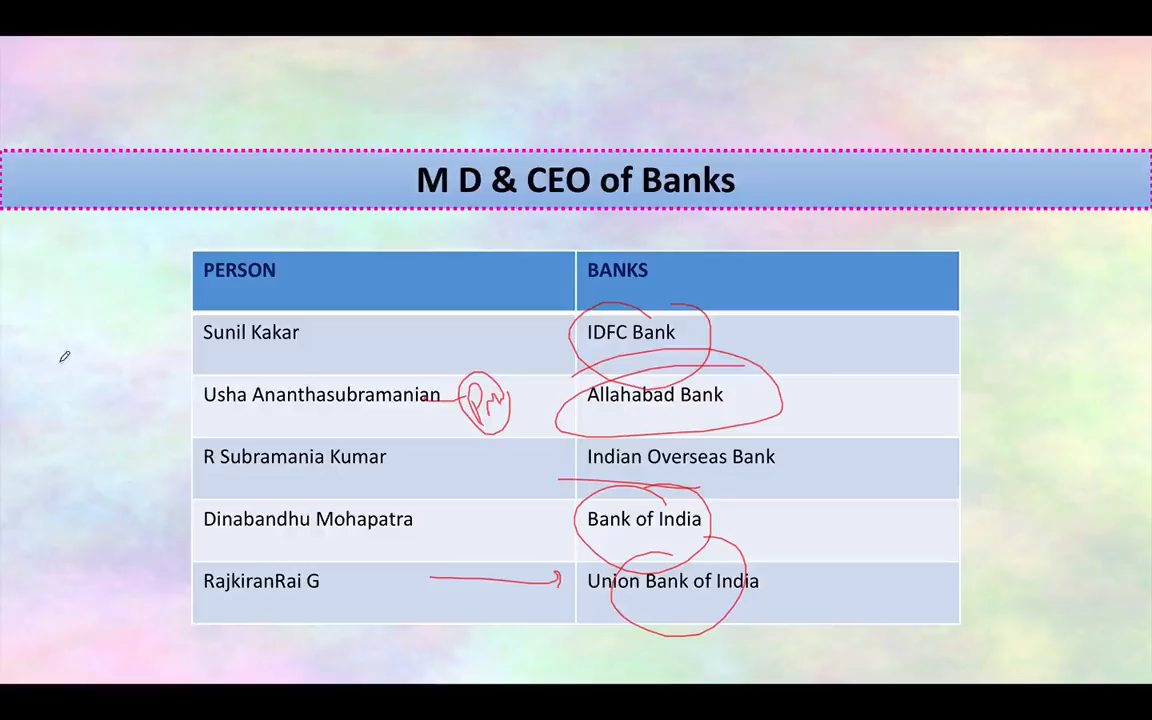 M D & CEO of Banks
PERSON BANKS
Sunil Kakar IDFC Bank
Usha Ananthasubramanian Allahabad Bank
R Subramania Kumar Indian Overseas Bank
Dinabandhu Mohapatra Bank of India
RajkiranRai G Union Bank of India